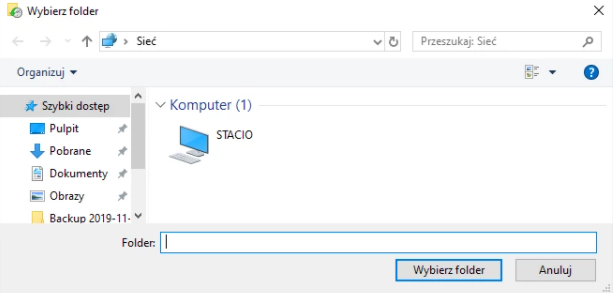 Wybierz folder
Sieć
Przeszukaj: Sieć
Organizuj
Szybki dostęp
Pulpit
Pobrane
Dokumenty
Obrazy
Backup 2019-11-
Komputer (1)
STACIO
Folder:
Wybierz folder
Anuluj